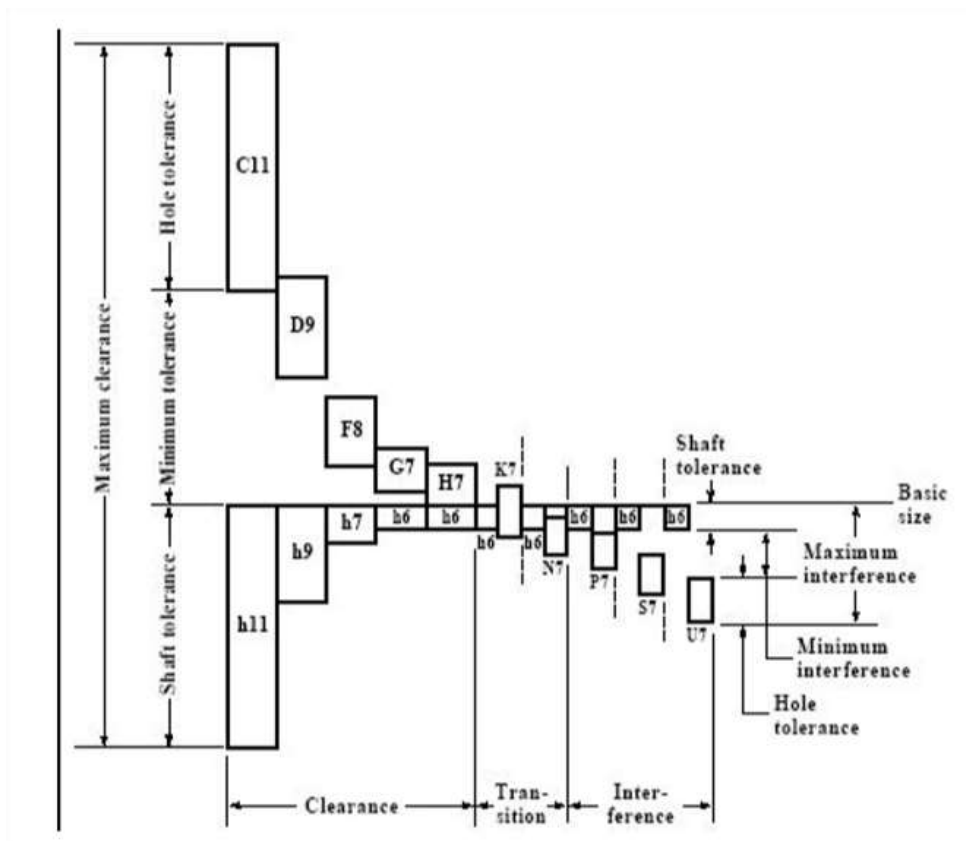 Maximum clearance
Hole tolerance
Minimum tolerance
Shaft tolerance
C11
D9
F8
G7
H7
K7
h11
h9
h7
h6
h6
h6
h6
N7
h6
P7
h6
S7
h6
U7
Shaft
tolerance
Basic
size
Maximum
interference
Minimum
interference
Hole
tolerance
Clearance
Tran-
sition
Inter-
ference